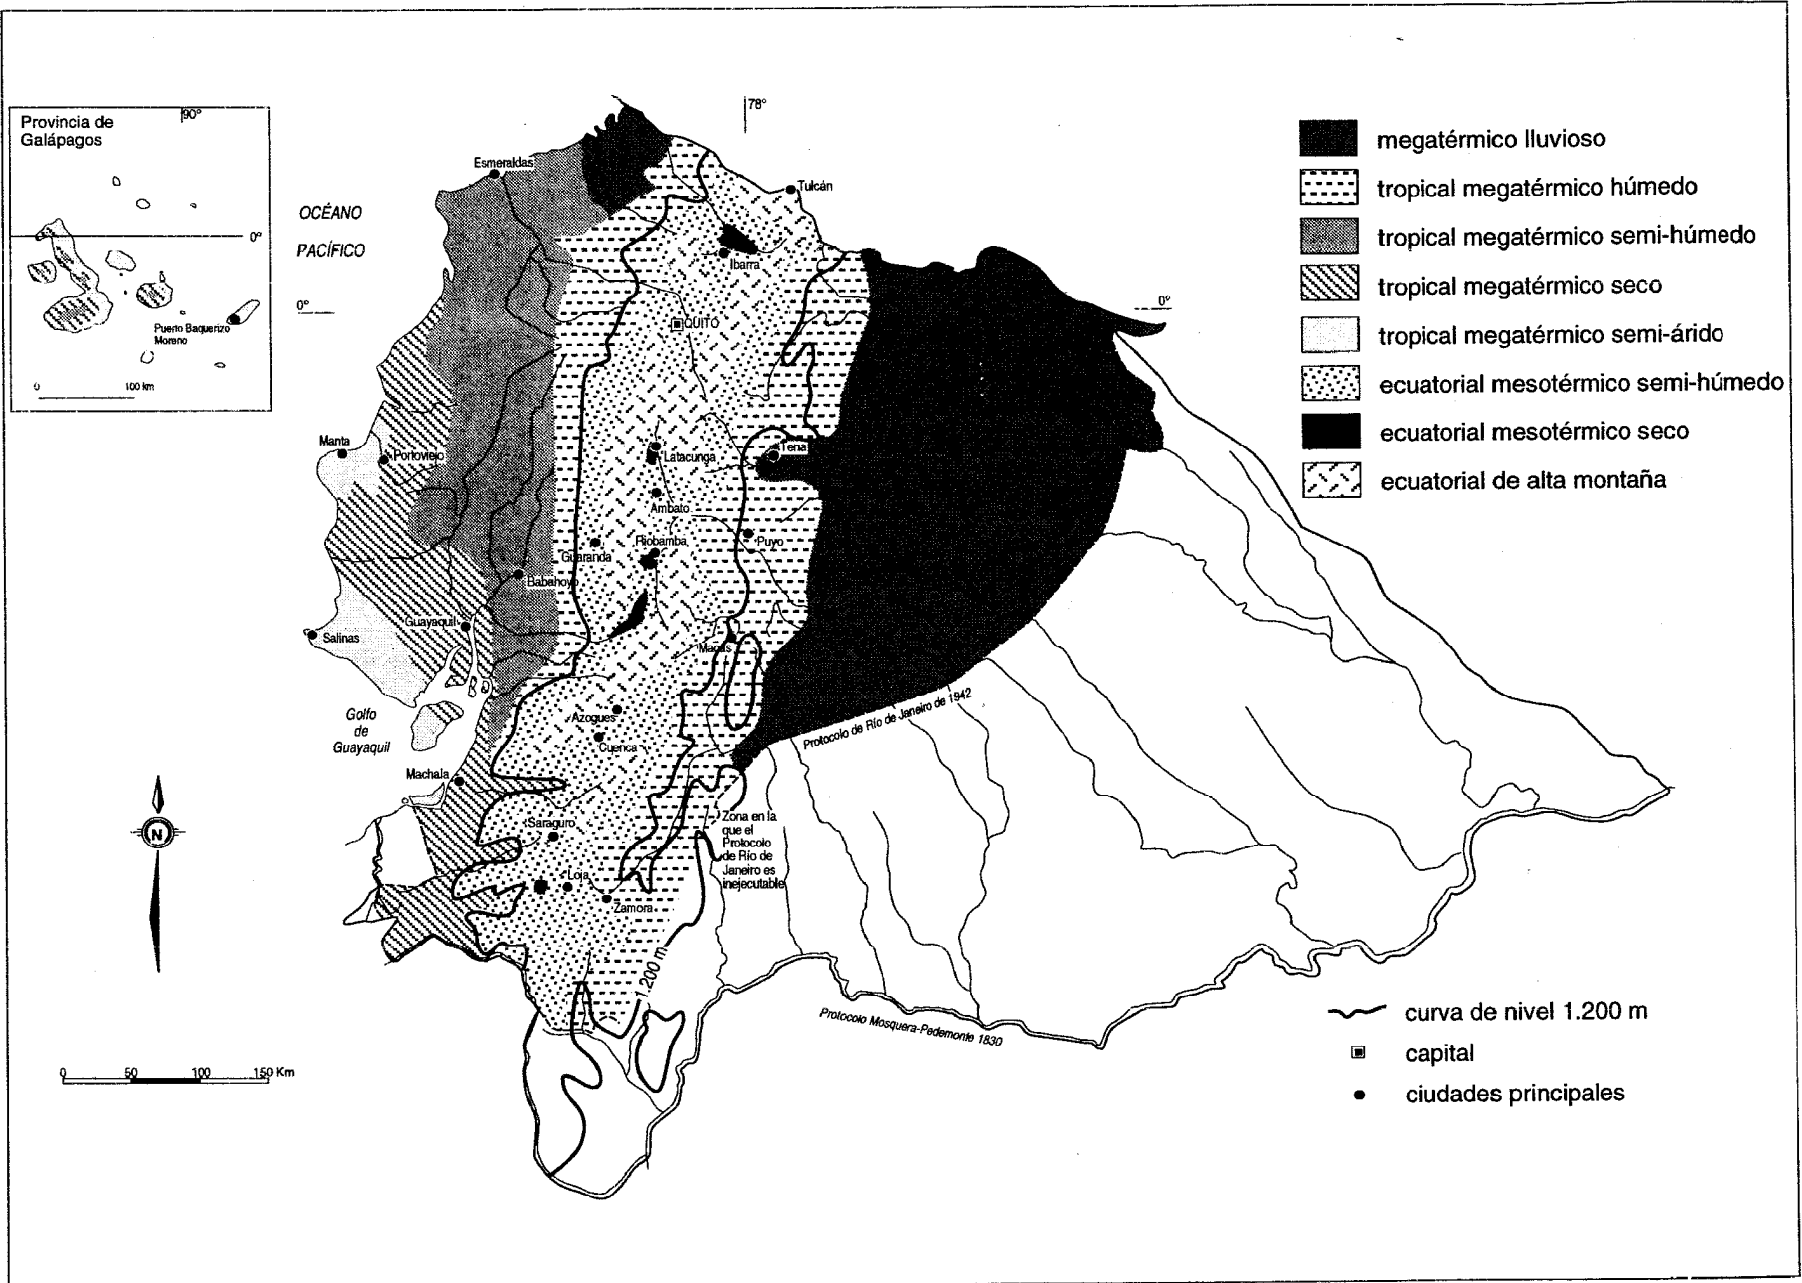 Provincia de
Galápagos
90º
0º
Puerto Baquerizo
Moreno
0
100 km
OCÉANO
PACÍFICO
0º
78º
0º
Esmeraldas
Tulcán
Ibarra
QUITO
Manta
Portoviejo
Latacunga
Tena
Ambato
Riobamba
Guaranda
Puyo
Babahoyo
Guayaquil
Salinas
Macas
Golfo
de
Guayaquil
Azogues
Cuenca
Machala
Saraguro
Loja
Zamora
1.200 m
Protocolo de Río de Janeiro de 1942
Zona en la
que el
Protocolo
de Río de
Janeiro es
inejecutable
Protocolo Mosquera-Pedemonte 1830
N
0 50 100 150 Km
megatérmico lluvioso
tropical megatérmico húmedo
tropical megatérmico semi-húmedo
tropical megatérmico seco
tropical megatérmico semi-árido
ecuatorial mesotérmico semi-húmedo
ecuatorial mesotérmico seco
ecuatorial de alta montaña
curva de nivel 1.200 m
capital
ciudades principales